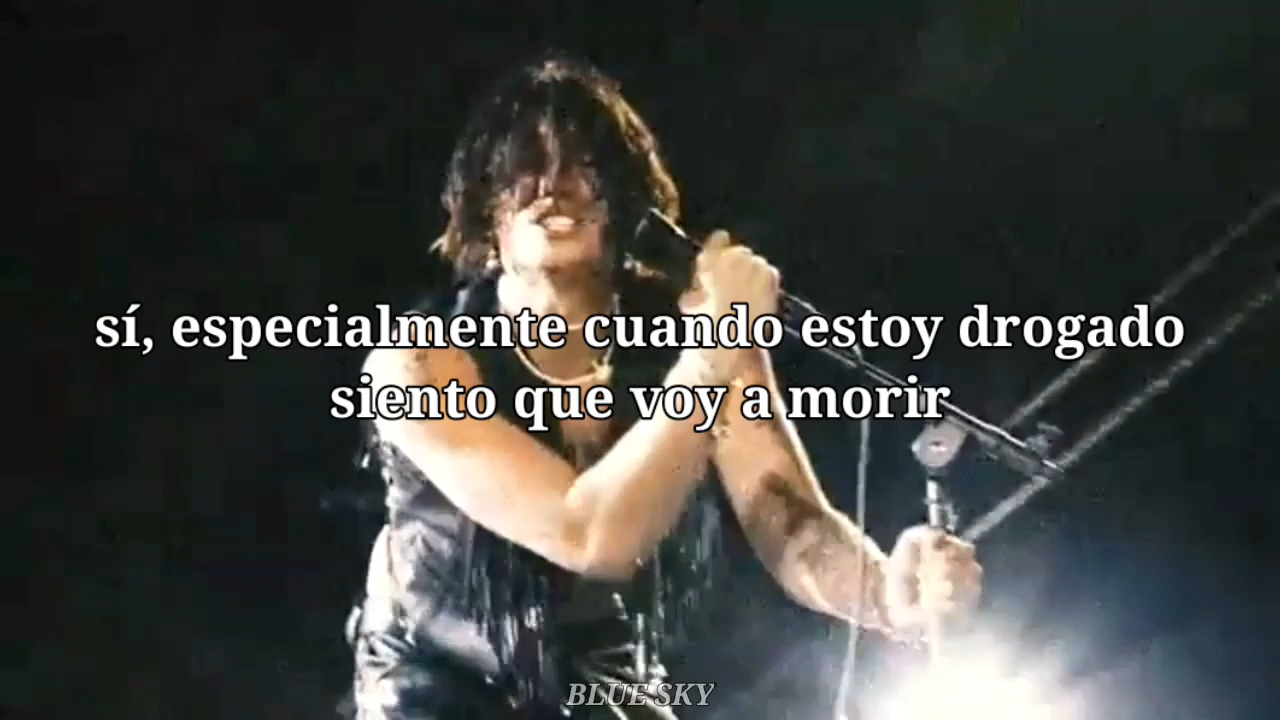 sí, especialmente cuando estoy drogado
siento que voy a morir
BLUE SKY